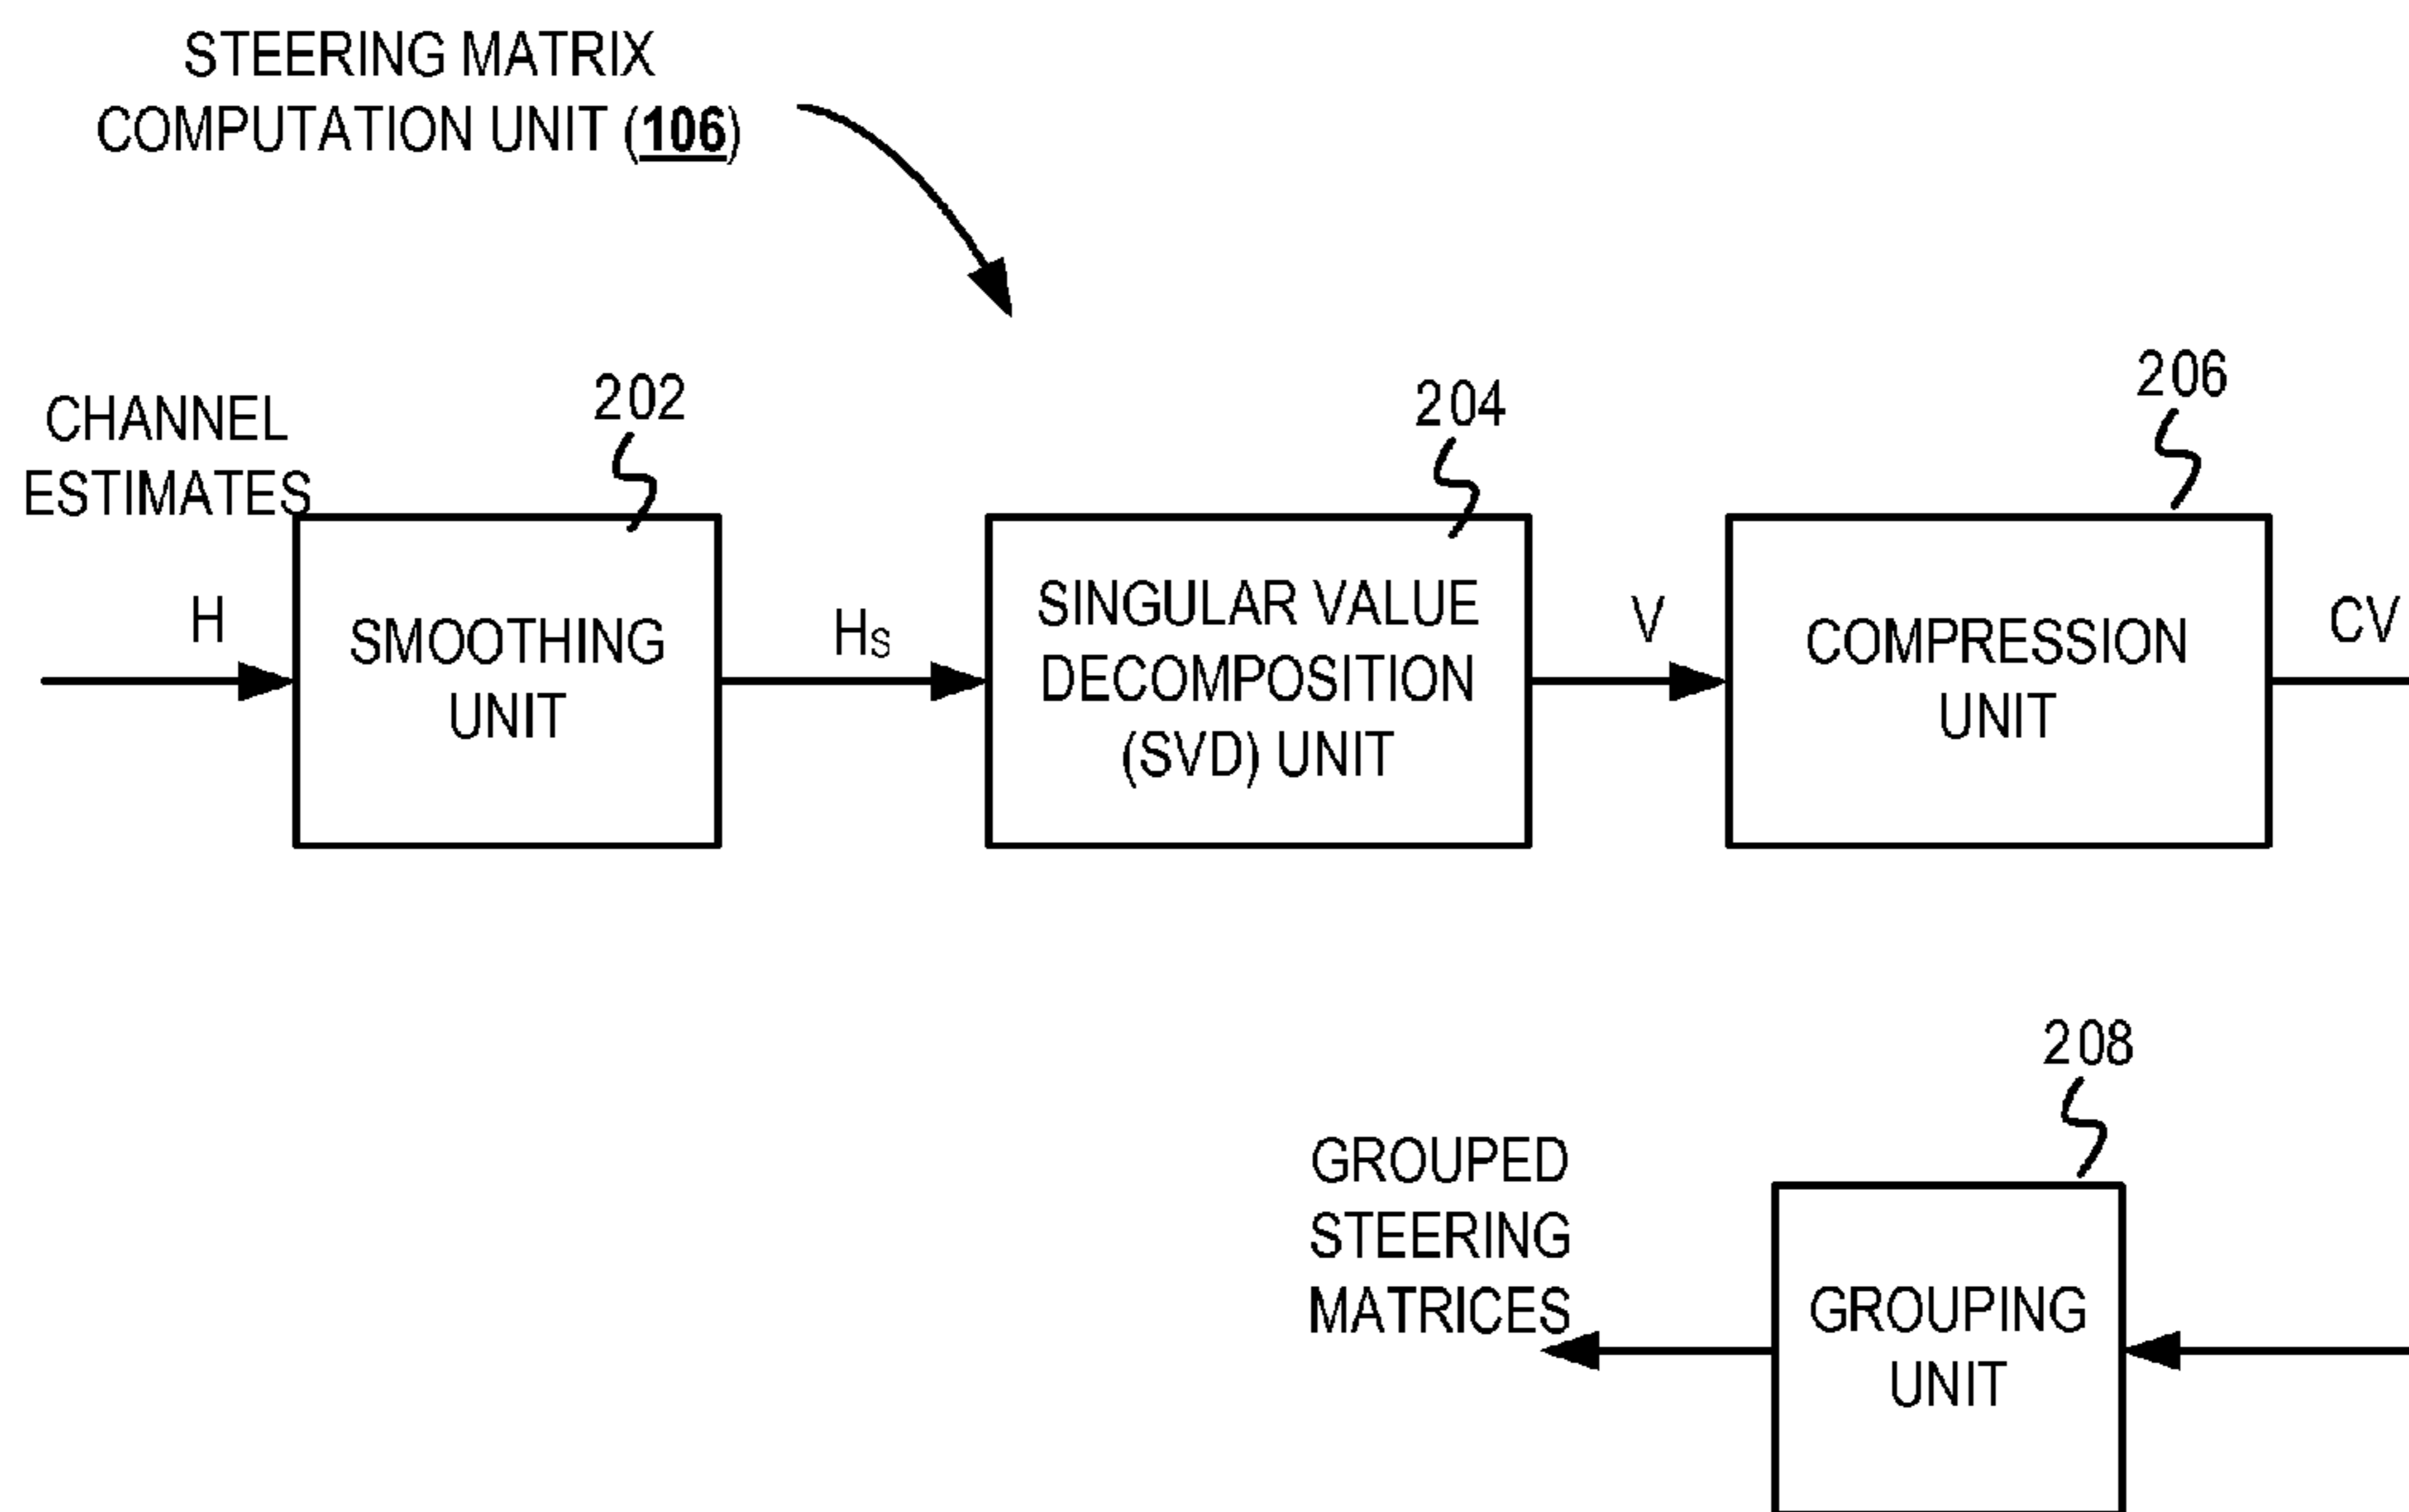 STEERING MATRIX
COMPUTATION UNIT (106)
CHANNEL
ESTIMATES
202
204
206
H
SMOOTHING
UNIT
Hs
SINGULAR VALUE
DECOMPOSITION
(SVD) UNIT
V
COMPRESSION
UNIT
CV
208
GROUPED
STEERING
MATRICES
GROUPING
UNIT